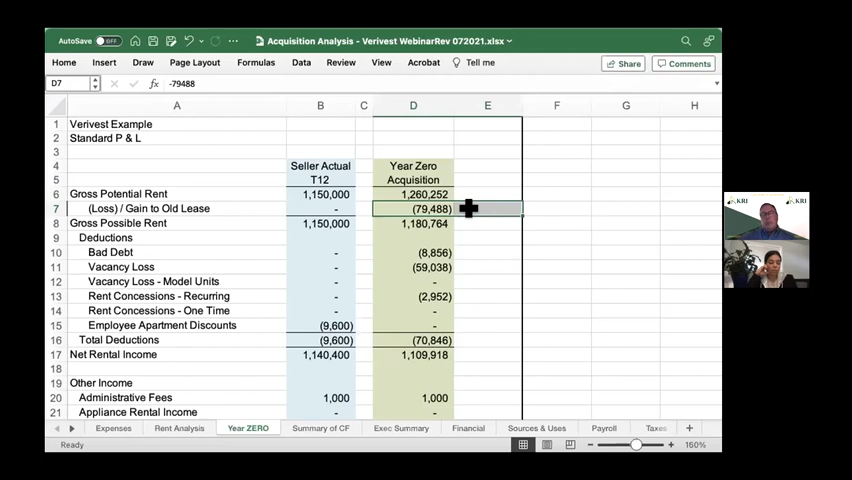 AutoSave OFF Acquisition Analysis - Verivest WebinarRev 072021.xlsx
Home Insert Draw Page Layout Formulas Data Review View Acrobat Tell me Share Comments
D7 fx -79488
A B C D E F G H
1 Verivest Example
2 Standard P & L
3
4 Seller Actual Year Zero
5 T12 Acquisition
6 Gross Potential Rent 1,150,000 1,260,252
7 (Loss) / Gain to Old Lease - (79,488)
8 Gross Possible Rent 1,150,000 1,180,764
9 Deductions
10 Bad Debt - (8,856)
11 Vacancy Loss - (59,038)
12 Vacancy Loss - Model Units - -
13 Rent Concessions - Recurring - (2,952)
14 Rent Concessions - One Time - -
15 Employee Apartment Discounts (9,600) -
16 Total Deductions (9,600) (70,846)
17 Net Rental Income 1,140,400 1,109,918
18
19 Other Income
20 Administrative Fees 1,000 1,000
21 Appliance Rental Income - -
Expenses Rent Analysis Year ZERO Summary of CF Exec Summary Financial Sources & Uses Payroll Taxes
Ready 150%
KRI KRI